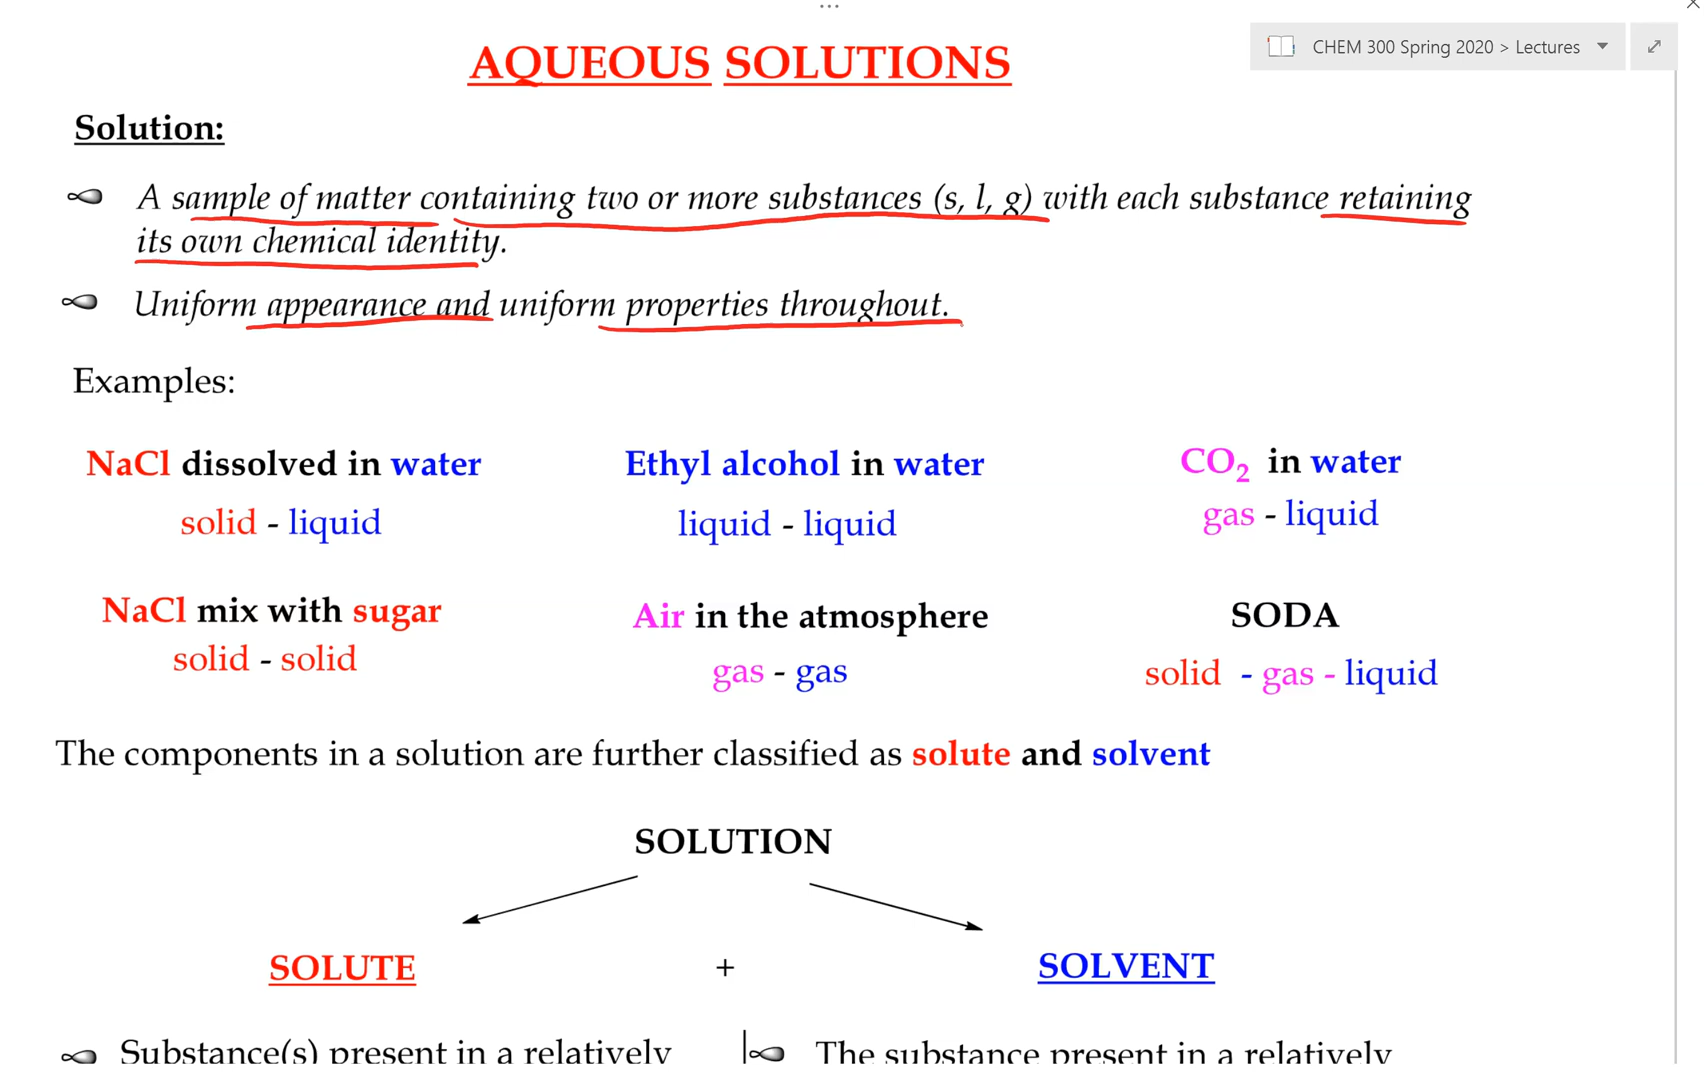 CHEM 300 Spring 2020 > Lectures
AQUEOUS SOLUTIONS
Solution:
A sample of matter containing two or more substances (s, l, g) with each substance retaining
its own chemical identity.
Uniform appearance and uniform properties throughout.
Examples:
NaCl dissolved in water
solid - liquid
Ethyl alcohol in water
liquid - liquid
CO₂ in water
gas - liquid
NaCl mix with sugar
solid - solid
Air in the atmosphere
gas - gas
SODA
solid - gas - liquid
The components in a solution are further classified as solute and solvent
SOLUTION
SOLUTE + SOLVENT
Substance(s) present in a relatively
The substance present in a relatively